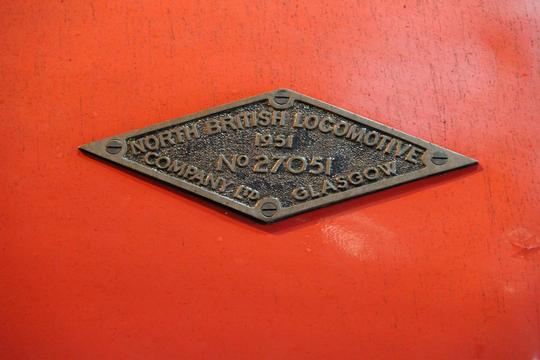 NORTH BRITISH LOCOMOTIVE
1951
No 27051
COMPANY, LTD. GLASGOW